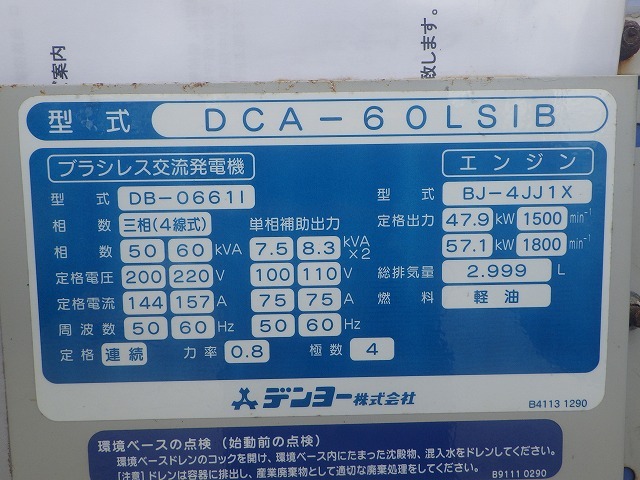 ご案内
致します。
型式 DCA-60LSIB
ブラシレス交流発電機
型式 DB-0661I
相数 三相(4線式) 単相補助出力
相数 50 60 kVA 7.5 8.3 kVA×2
定格電圧 200 220 V 100 110 V
定格電流 144 157 A 75 75 A
周波数 50 60 Hz 50 60 Hz
定格 連続 力率 0.8 極数 4
エンジン
型式 BJ-4JJ1X
定格出力 47.9 kW 1500 min⁻¹
57.1 kW 1800 min⁻¹
総排気量 2.999 L
燃料 軽油
デンヨー株式会社
B4113 1290
環境ベースの点検(始動前の点検)
環境ベースドレンのコックを開け、環境ベース内にたまった沈殿物、混入水をドレンしてください。
[注意]ドレンは容器に排出し、産業廃棄物として適切な廃棄処理をしてください。
B9111 0290